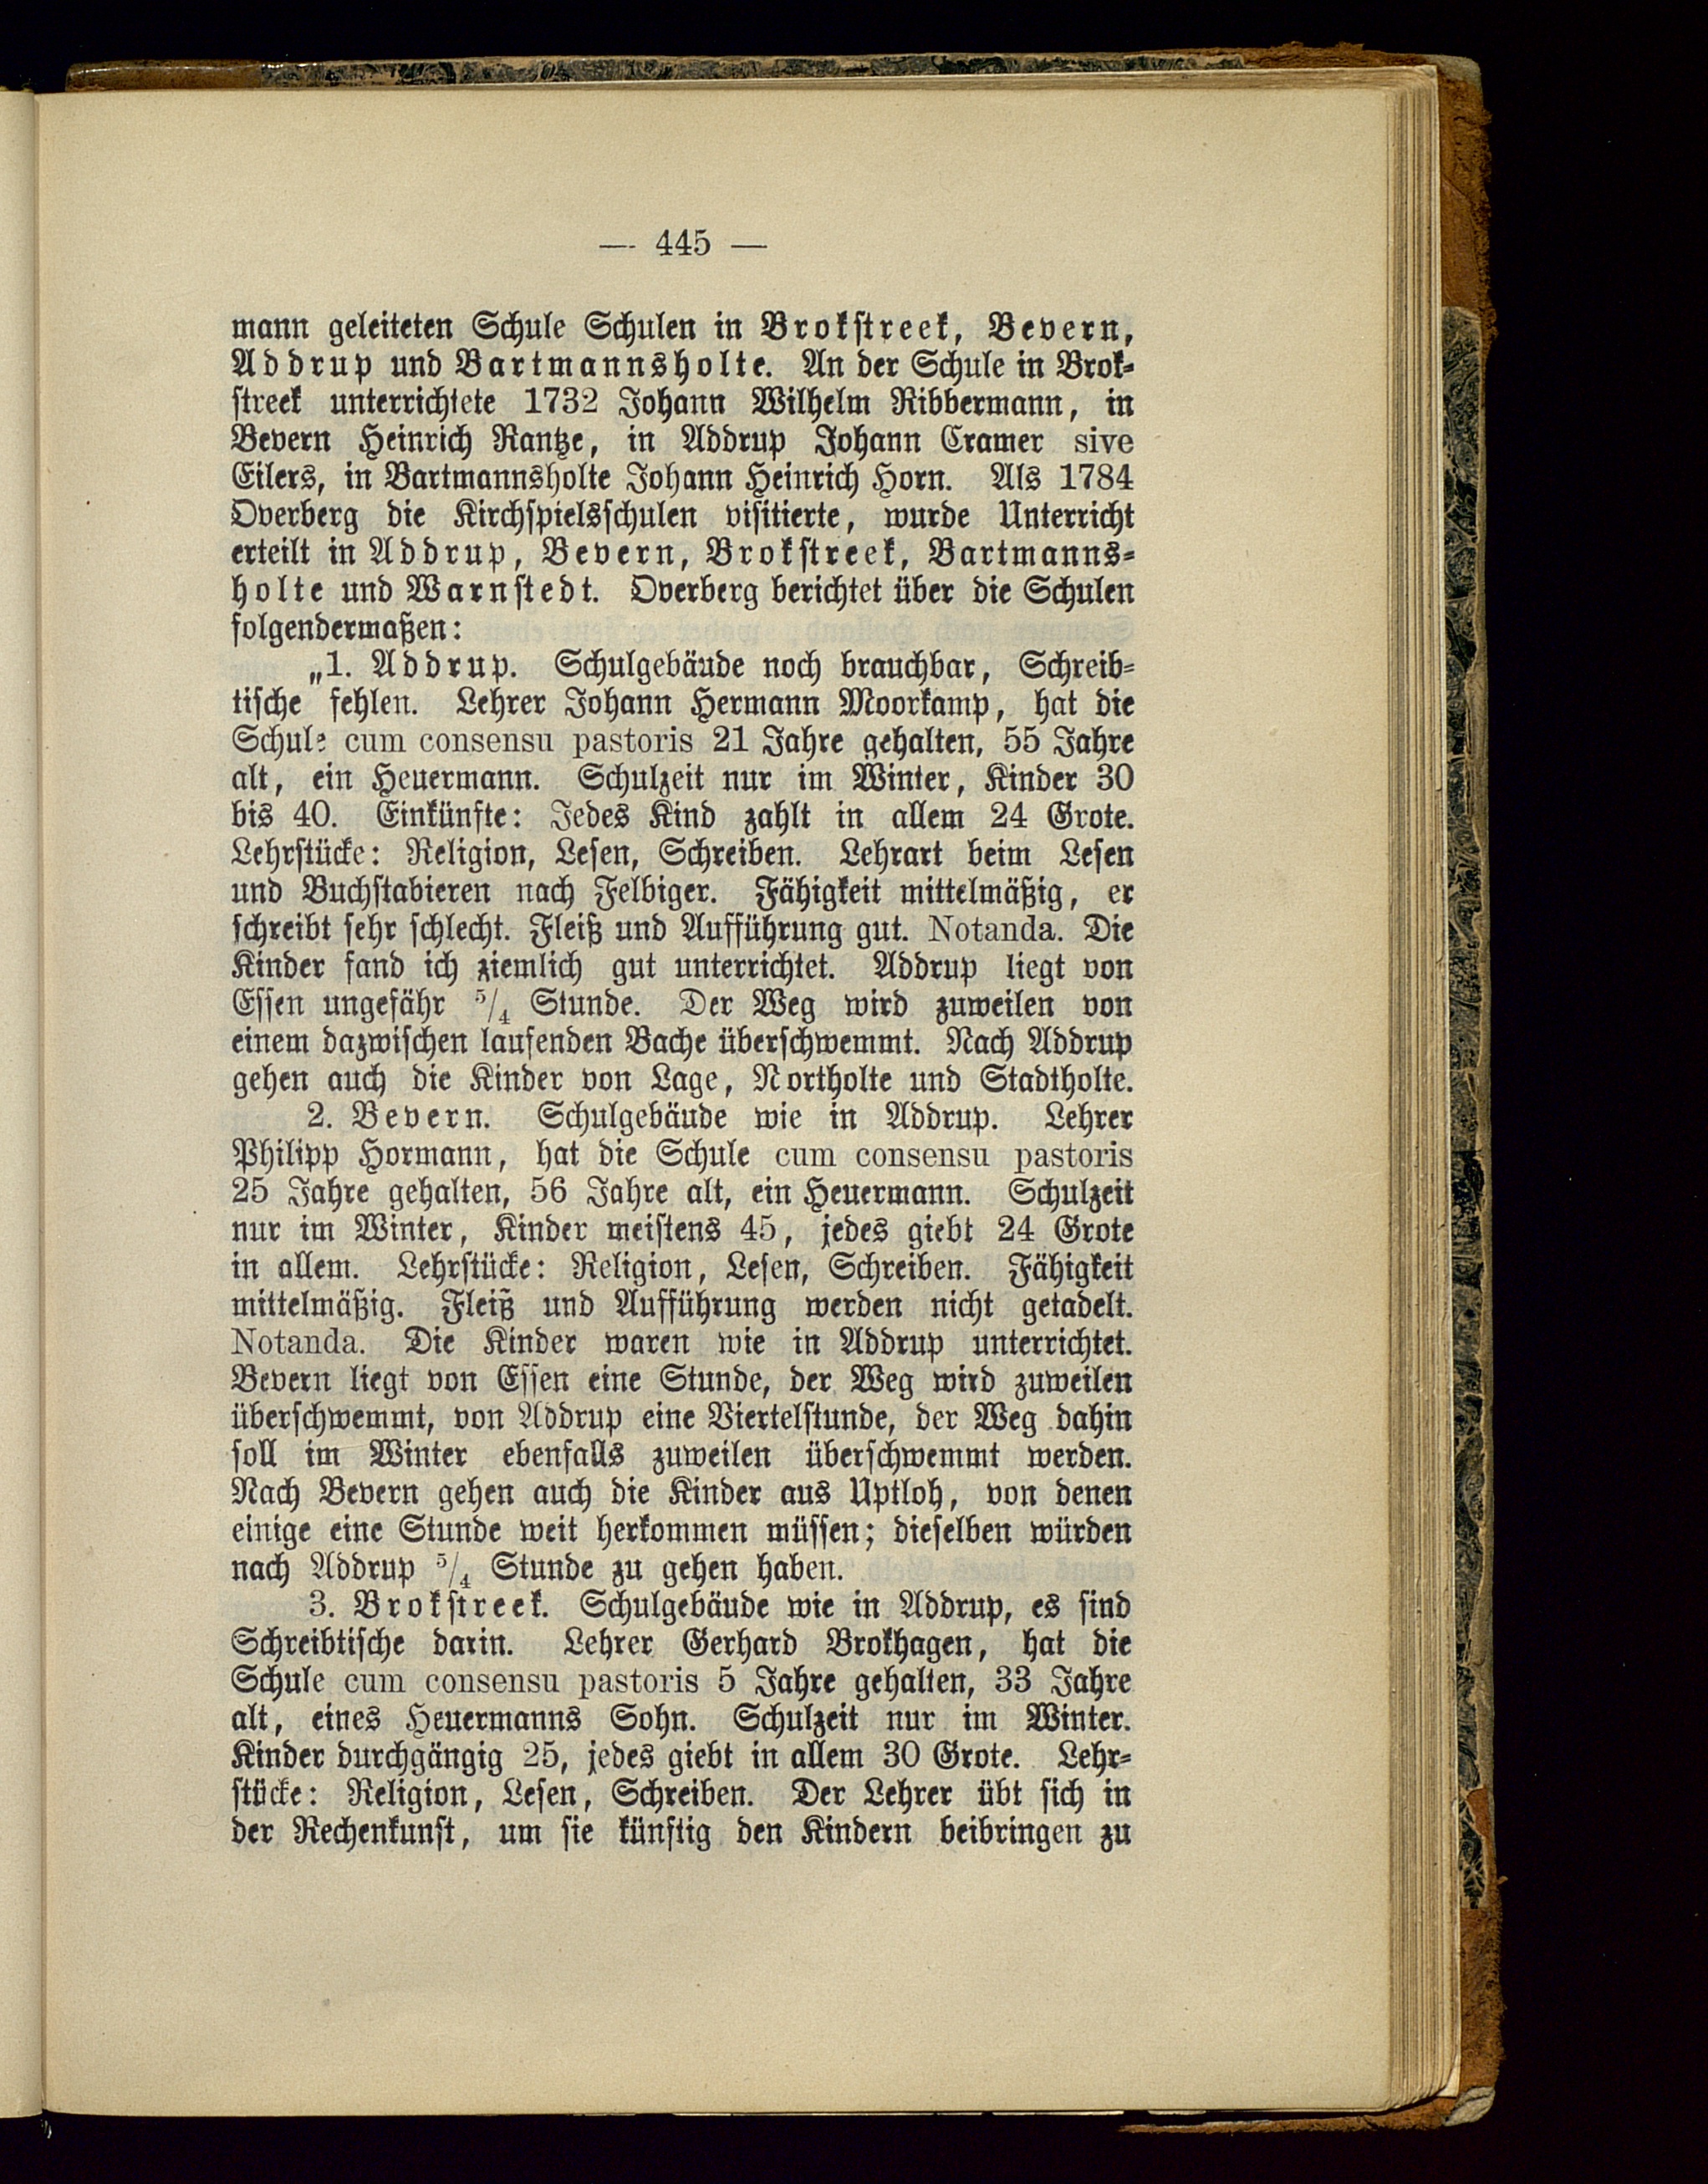 — 445 —
mann geleiteten Schule Schulen in Brokstreek, Bevern,
Addrup und Bartmannsholte. An der Schule in Brok-
streek unterrichtete 1732 Johann Wilhelm Ribbermann, in
Bevern Heinrich Rantze, in Addrup Johann Cramer sive
Eilers, in Bartmannsholte Johann Heinrich Horn. Als 1784
Overberg die Kirchspielsschulen visitierte, wurde Unterricht
erteilt in Addrup, Bevern, Brokstreek, Bartmanns-
holte und Warnstedt. Overberg berichtet über die Schulen
folgendermaßen:
„1. Addrup. Schulgebäude noch brauchbar, Schreib-
tische fehlen. Lehrer Johann Hermann Moorkamp, hat die
Schule cum consensu pastoris 21 Jahre gehalten, 55 Jahre
alt, ein Heuermann. Schulzeit nur im Winter, Kinder 30
bis 40. Einkünfte: Jedes Kind zahlt in allem 24 Grote.
Lehrstücke: Religion, Lesen, Schreiben. Lehrart beim Lesen
und Buchstabieren nach Felbiger. Fähigkeit mittelmäßig, er
schreibt sehr schlecht. Fleiß und Aufführung gut. Notanda. Die
Kinder fand ich ziemlich gut unterrichtet. Addrup liegt von
Essen ungefähr 5/4 Stunde. Der Weg wird zuweilen von
einem dazwischen laufenden Bache überschwemmt. Nach Addrup
gehen auch die Kinder von Lage, Northolte und Stadtholte.
2. Bevern. Schulgebäude wie in Addrup. Lehrer
Philipp Hormann, hat die Schule cum consensu pastoris
25 Jahre gehalten, 56 Jahre alt, ein Heuermann. Schulzeit
nur im Winter, Kinder meistens 45, jedes giebt 24 Grote
in allem. Lehrstücke: Religion, Lesen, Schreiben. Fähigkeit
mittelmäßig. Fleiß und Aufführung werden nicht getadelt.
Notanda. Die Kinder waren wie in Addrup unterrichtet.
Bevern liegt von Essen eine Stunde, der Weg wird zuweilen
überschwemmt, von Addrup eine Viertelstunde, der Weg dahin
soll im Winter ebenfalls zuweilen überschwemmt werden.
Nach Bevern gehen auch die Kinder aus Uptloh, von denen
einige eine Stunde weit herkommen müssen; dieselben würden
nach Addrup 5/4 Stunde zu gehen haben.
3. Brokstreek. Schulgebäude wie in Addrup, es sind
Schreibtische darin. Lehrer Gerhard Brokhagen, hat die
Schule cum consensu pastoris 5 Jahre gehalten, 33 Jahre
alt, eines Heuermanns Sohn. Schulzeit nur im Winter.
Kinder durchgängig 25, jedes giebt in allem 30 Grote. Lehr-
stücke: Religion, Lesen, Schreiben. Der Lehrer übt sich in
der Rechenkunst, um sie künftig den Kindern beibringen zu